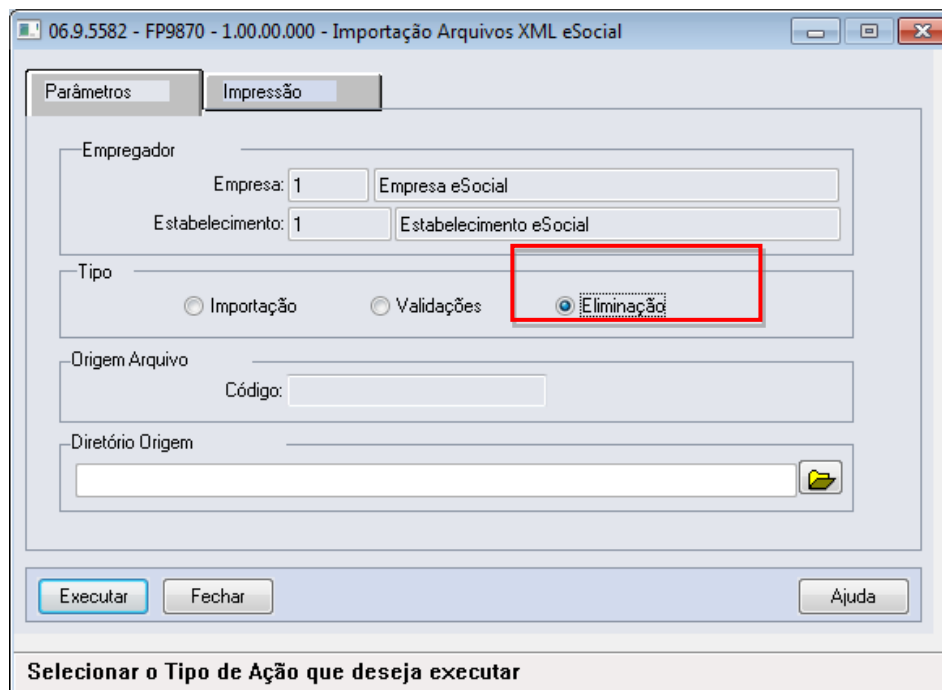 06.9.5582 - FP9870 - 1.00.00.000 - Importação Arquivos XML eSocial
Parâmetros Impressão
Empregador
Empresa: 1 Empresa eSocial
Estabelecimento: 1 Estabelecimento eSocial
Tipo
Importação Validações Eliminação
Origem Arquivo
Código:
Diretório Origem
Executar Fechar Ajuda
Selecionar o Tipo de Ação que deseja executar